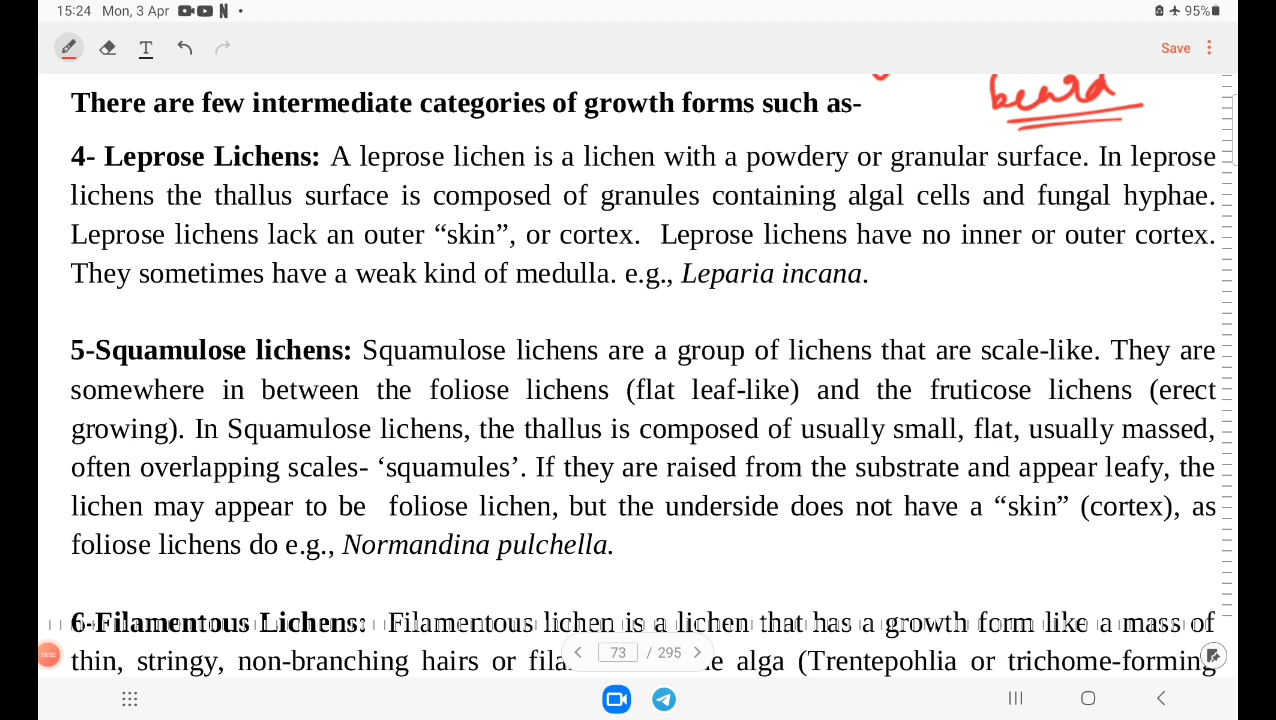 15:24 Mon, 3 Apr
95%
T
Save
beard
There are few intermediate categories of growth forms such as-
4- Leprose Lichens: A leprose lichen is a lichen with a powdery or granular surface. In leprose
lichens the thallus surface is composed of granules containing algal cells and fungal hyphae.
Leprose lichens lack an outer “skin”, or cortex. Leprose lichens have no inner or outer cortex.
They sometimes have a weak kind of medulla. e.g., Leparia incana.
5-Squamulose lichens: Squamulose lichens are a group of lichens that are scale-like. They are
somewhere in between the foliose lichens (flat leaf-like) and the fruticose lichens (erect
growing). In Squamulose lichens, the thallus is composed of usually small, flat, usually massed,
often overlapping scales- ‘squamules’. If they are raised from the substrate and appear leafy, the
lichen may appear to be foliose lichen, but the underside does not have a “skin” (cortex), as
foliose lichens do e.g., Normandina pulchella.
6-Filamentous Lichens: Filamentous lichen is a lichen that has a growth form like a mass of
thin, stringy, non-branching hairs or alga (Trentepohlia or trichome-forming
10:02
73 / 295